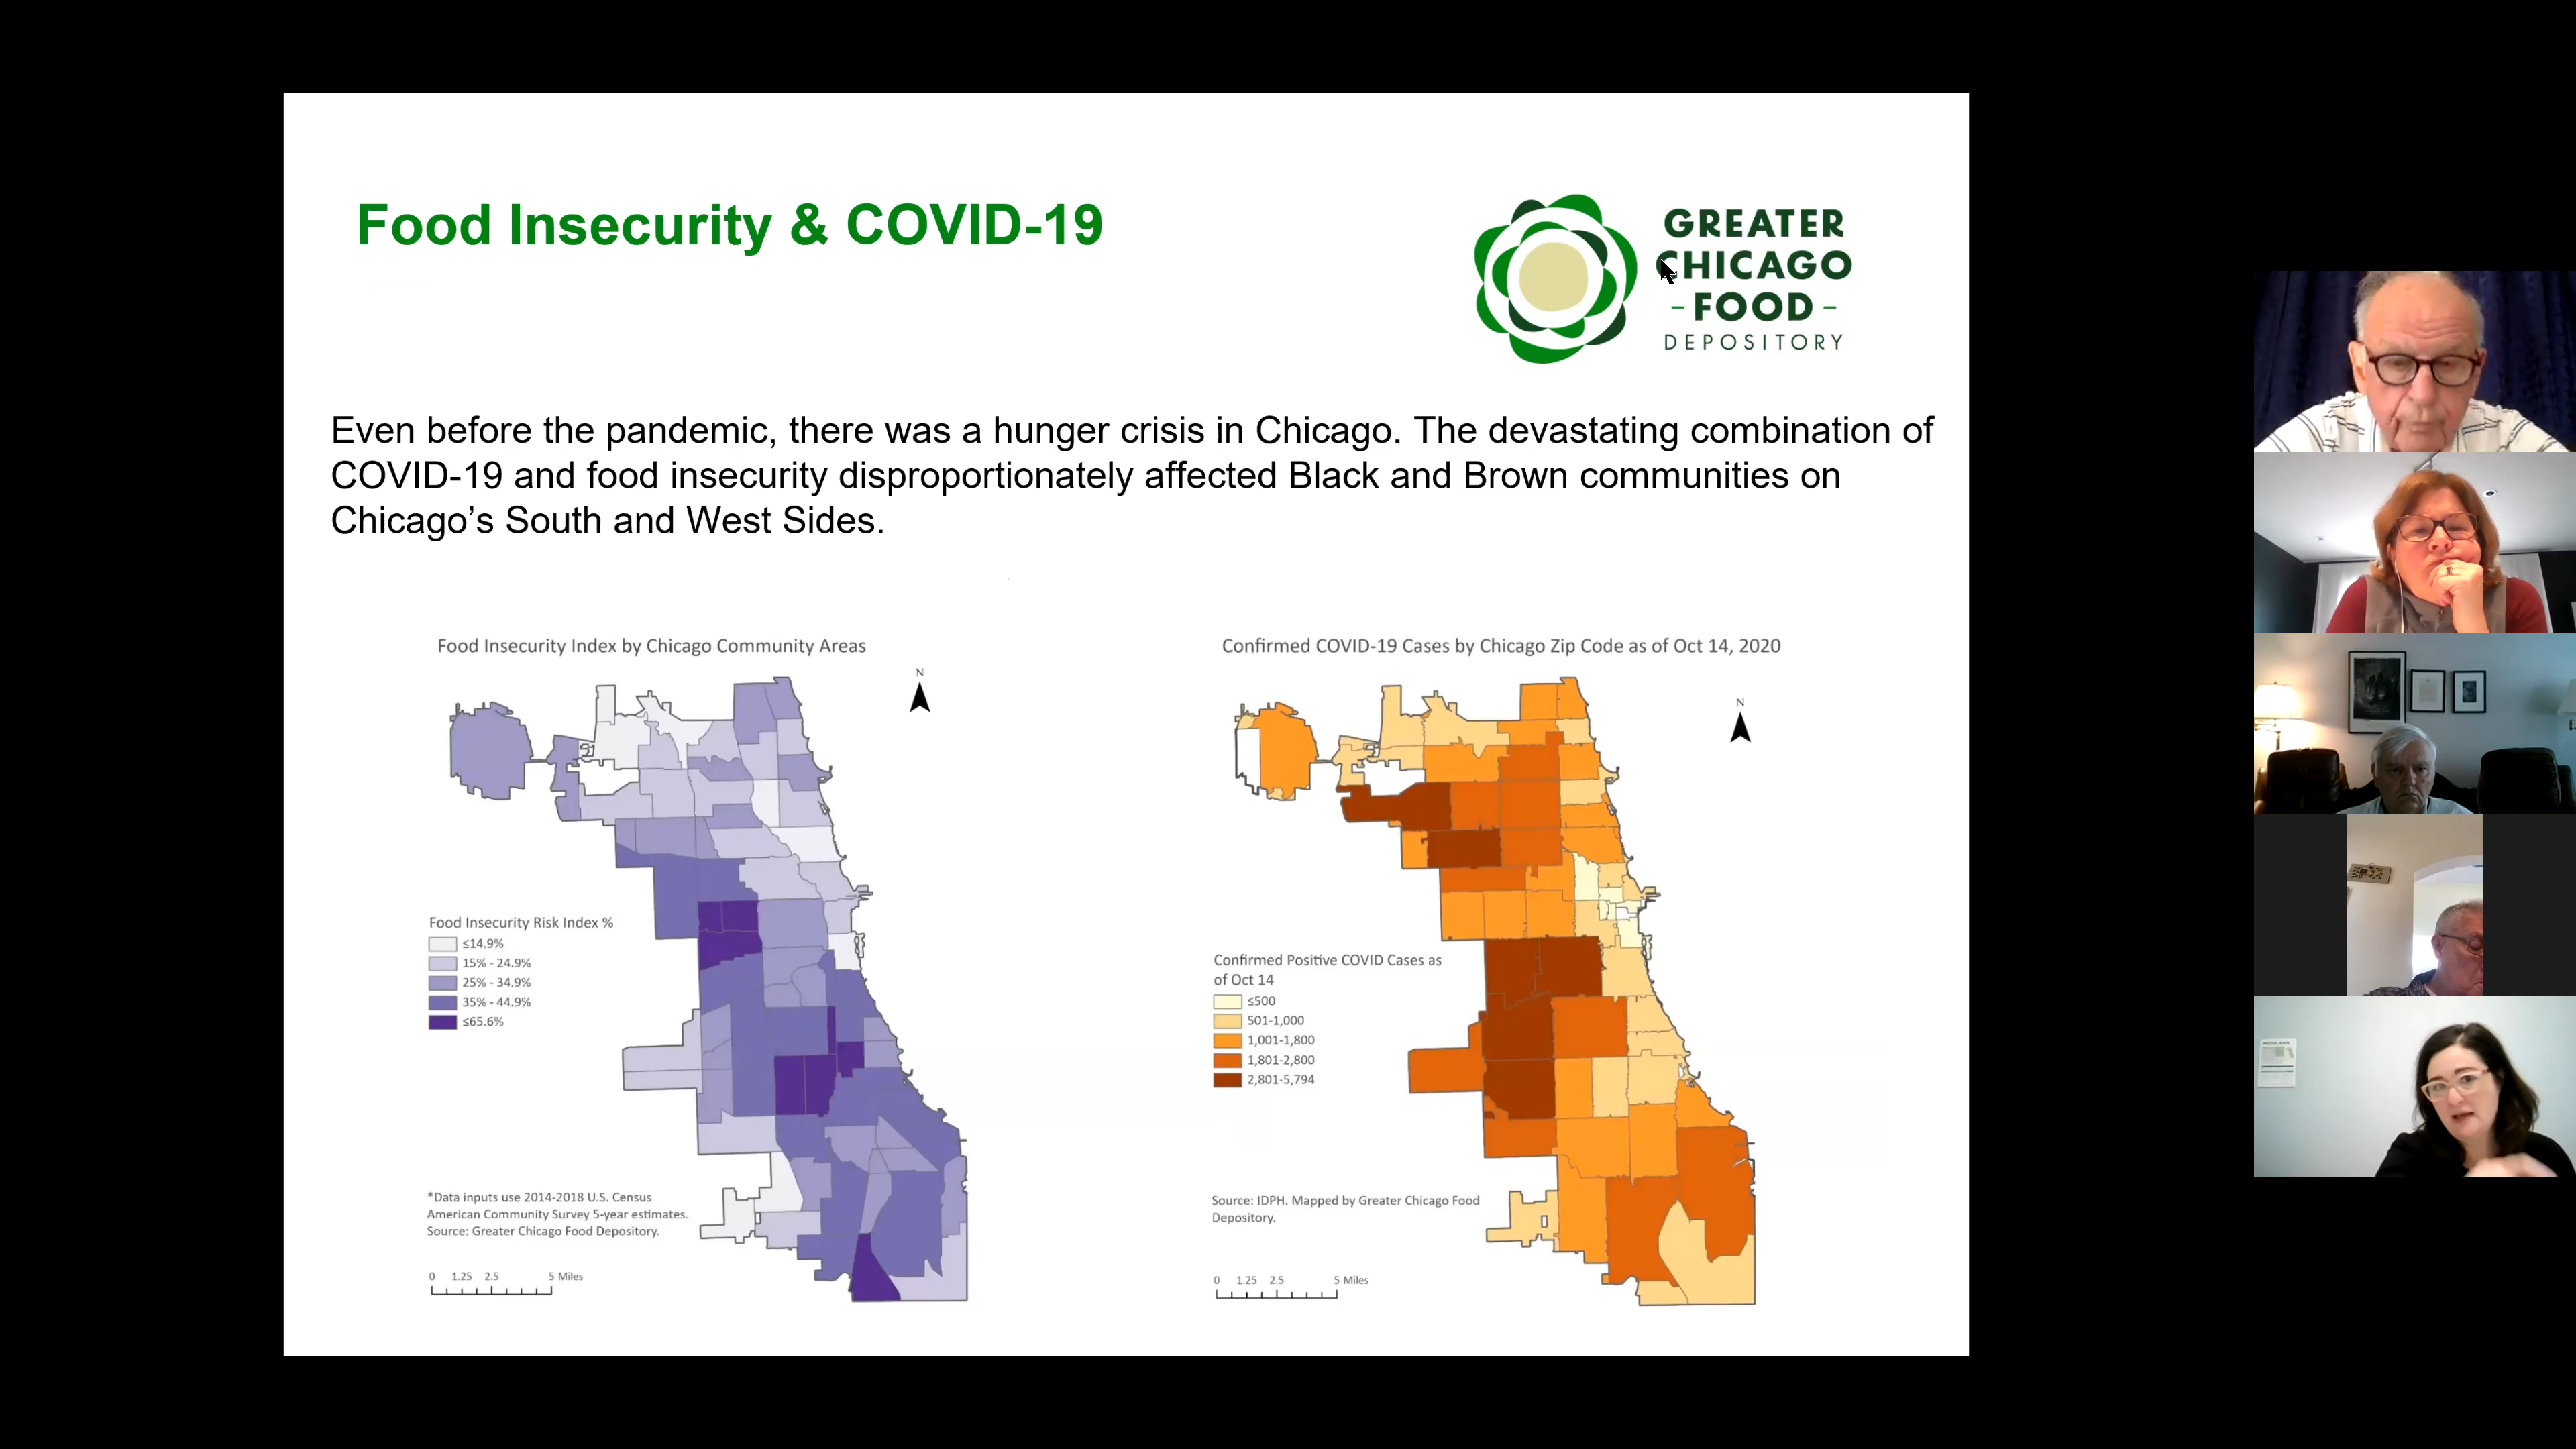 Food Insecurity & COVID-19
GREATER
CHICAGO
- FOOD -
DEPOSITORY
Even before the pandemic, there was a hunger crisis in Chicago. The devastating combination of
COVID-19 and food insecurity disproportionately affected Black and Brown communities on
Chicago’s South and West Sides.
Food Insecurity Index by Chicago Community Areas
N
Food Insecurity Risk Index %
≤14.9%
15% - 24.9%
25% - 34.9%
35% - 44.9%
≤65.6%
*Data inputs use 2014-2018 U.S. Census
American Community Survey 5-year estimates.
Source: Greater Chicago Food Depository.
0 1.25 2.5 5 Miles
Confirmed COVID-19 Cases by Chicago Zip Code as of Oct 14, 2020
N
Confirmed Positive COVID Cases as
of Oct 14
≤500
501-1,000
1,001-1,800
1,801-2,800
2,801-5,794
Source: IDPH. Mapped by Greater Chicago Food
Depository.
0 1.25 2.5 5 Miles